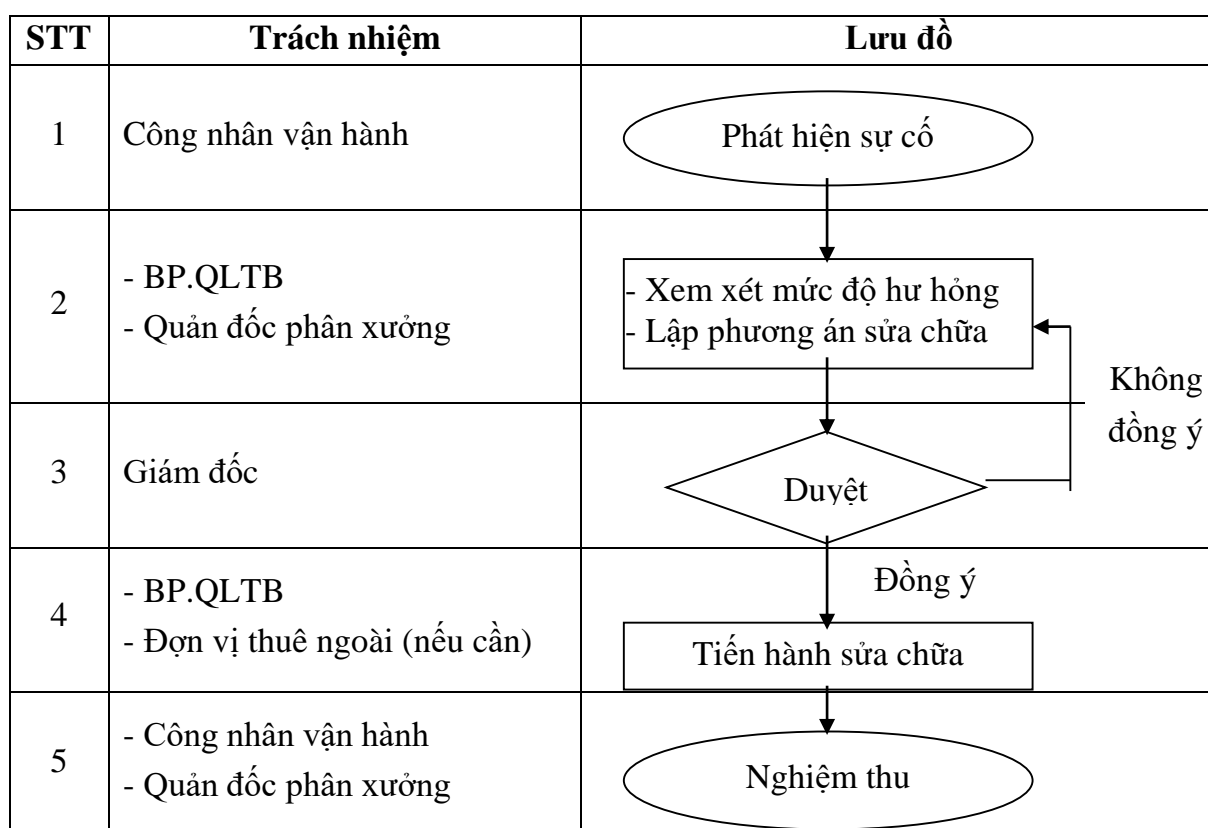 STT Trách nhiệm Lưu đồ
1 Công nhân vận hành Phát hiện sự cố
2
- BP.QLTB
- Quản đốc phân xưởng
- Xem xét mức độ hư hỏng
- Lập phương án sửa chữa
Không
đồng ý
3 Giám đốc Duyệt
Đồng ý
4
- BP.QLTB
- Đợn vị thuê ngoài (nếu cần)
Tiến hành sửa chữa
5
- Công nhân vận hành
- Quản đốc phân xưởng
Nghiệm thu